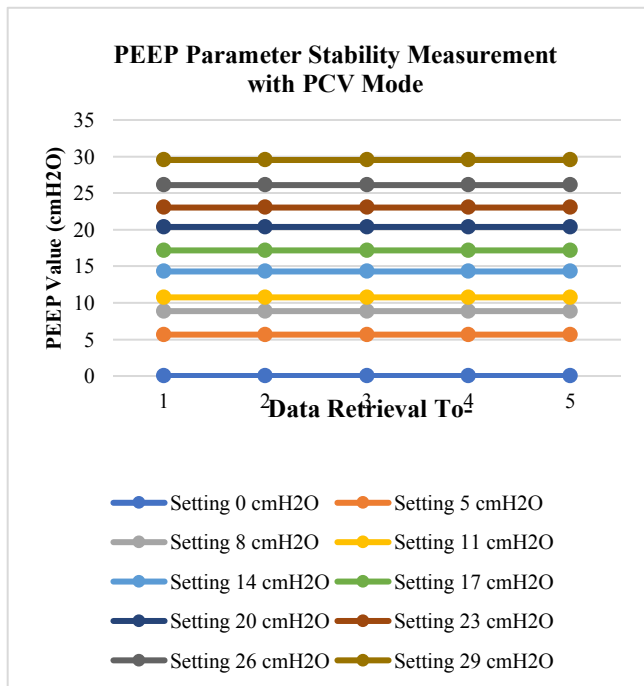 PEEP Parameter Stability Measurement
with PCV Mode
PEEP Value (cmH2O)
35
30
25
20
15
10
5
0
1 2 3 4 5
Data Retrieval To-
Setting 0 cmH2O Setting 5 cmH2O
Setting 8 cmH2O Setting 11 cmH2O
Setting 14 cmH2O Setting 17 cmH2O
Setting 20 cmH2O Setting 23 cmH2O
Setting 26 cmH2O Setting 29 cmH2O